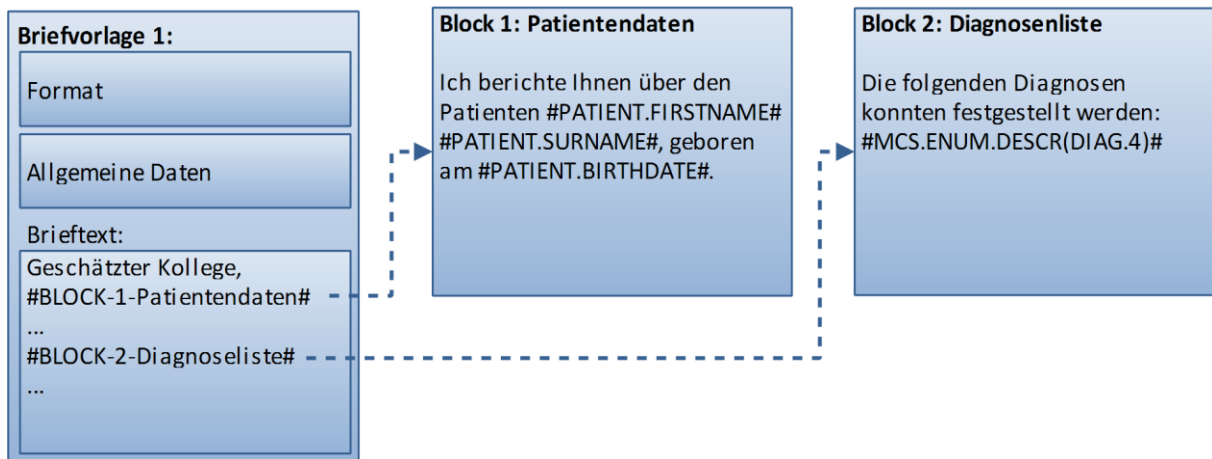 Briefvorlage 1:
Format
Allgemeine Daten
Brieftext:
Geschätzter Kollege,
#BLOCK-1-Patientendaten#
...
#BLOCK-2-Diagnoseliste#
...
Block 1: Patientendaten
Ich berichte Ihnen über den
Patienten #PATIENT.FIRSTNAME#
#PATIENT.SURNAME#, geboren
am #PATIENT.BIRTHDATE#.
Block 2: Diagnosenliste
Die folgenden Diagnosen
konnten festgestellt werden:
#MCS.ENUM.DESCR(DIAG.4)#